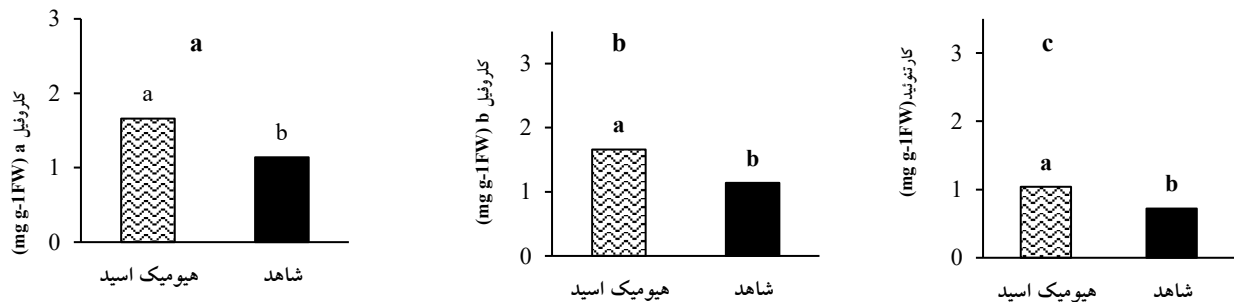 a
3
2
1
0
a
b
کلروفیل a (mg g-1FW)
هیومیک اسید
شاهد
b
3
2
1
0
a
b
کلروفیل b (mg g-1FW)
هیومیک اسید
شاهد
c
3
2
1
0
a
b
کارتنوئید(mg g-1FW)
هیومیک اسید
شاهد